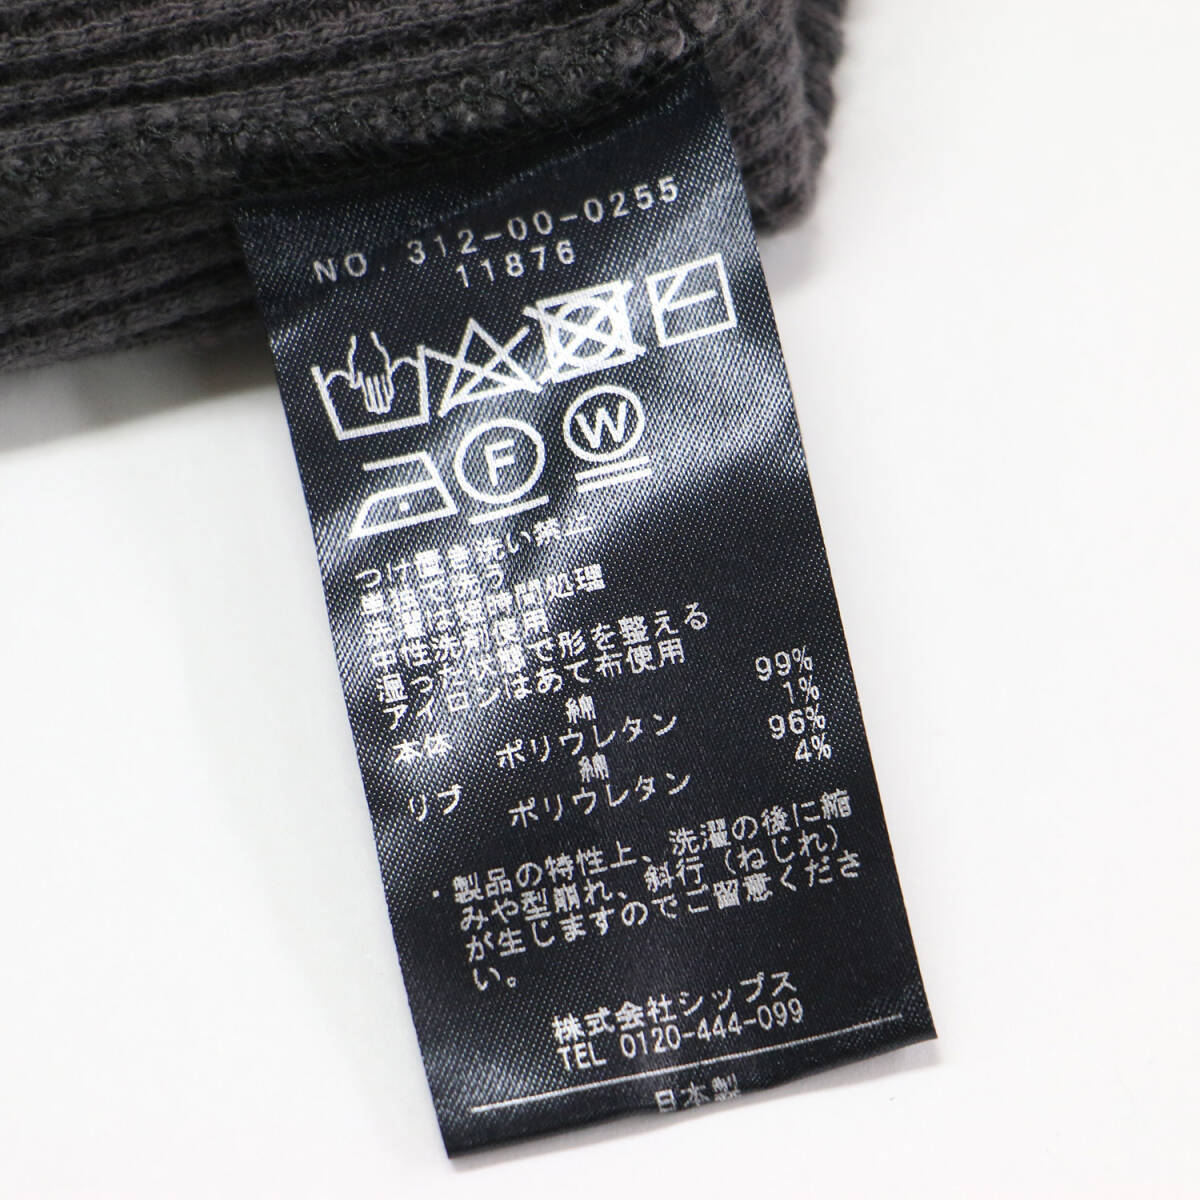 NO. 312-00-0255
11876
F
W
つけ置き洗い禁止
単独で洗う
洗濯は短時間処理
中性洗剤使用
湿った状態で形を整える
アイロンはあて布使用
本体 綿 99%
ポリウレタン 1%
リブ 綿 96%
ポリウレタン 4%
・製品の特性上、洗濯の後に縮
みや型崩れ、斜行(ねじれ)
が生じますのでご留意くださ
い。
株式会社シップス
TEL 0120-444-099
日本製